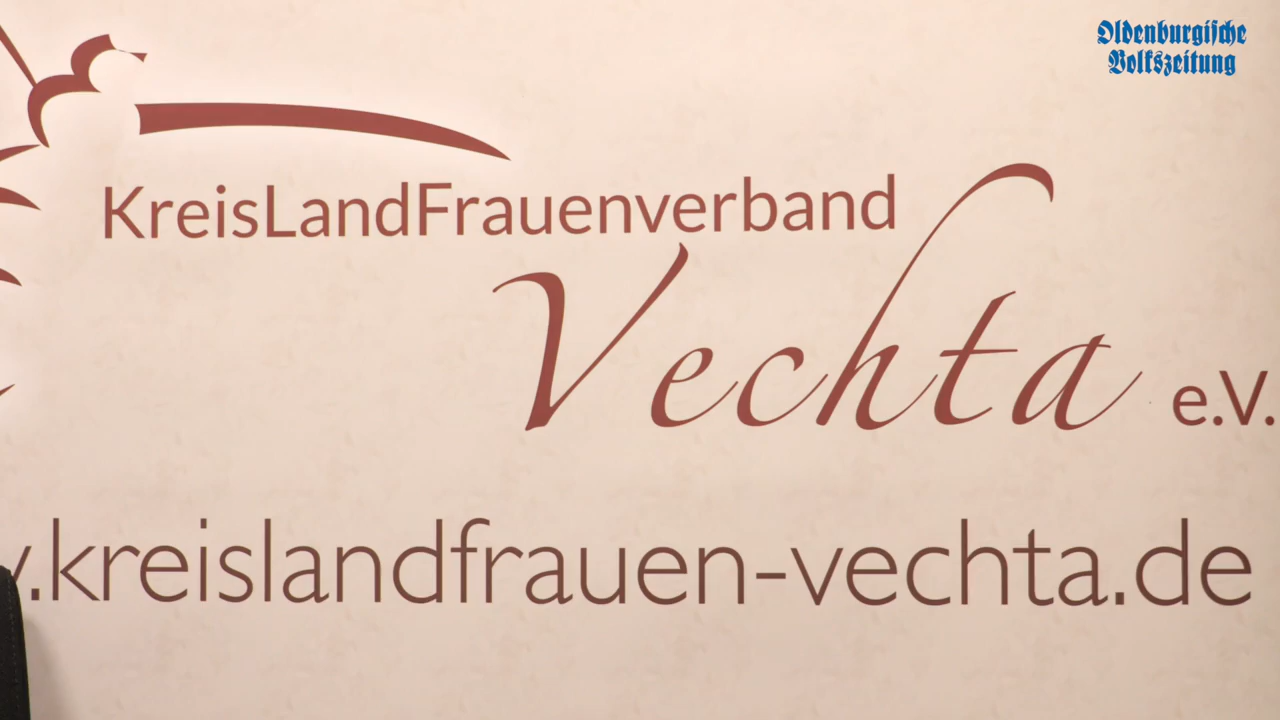 Oldenburgische
Volkszeitung
KreisLandFrauenverband
Vechta e.V.
.kreislandfrauen-vechta.de